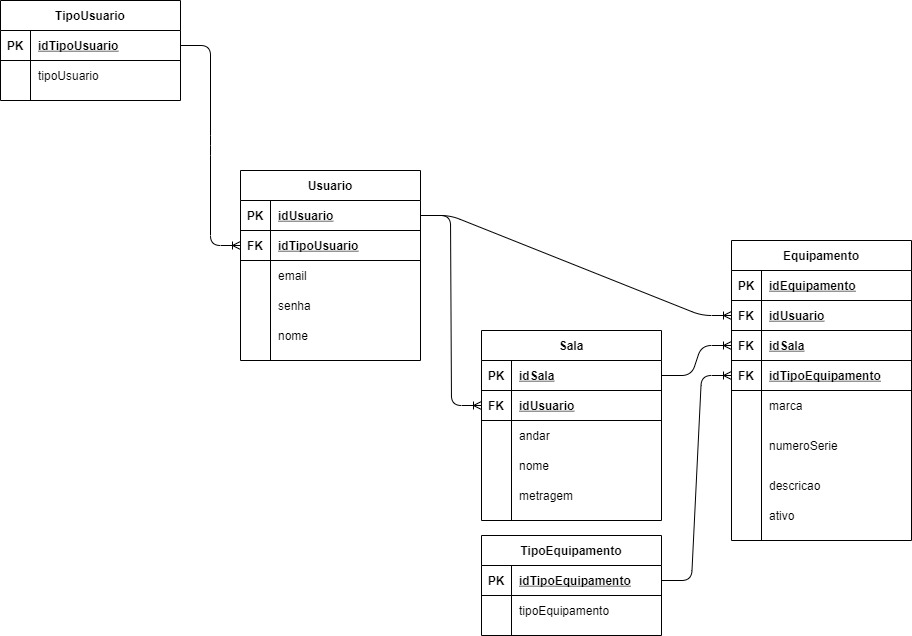 TipoUsuario
PK idTipoUsuario
tipoUsuario
Usuario
PK idUsuario
FK idTipoUsuario
email
senha
nome
Equipamento
PK idEquipamento
FK idUsuario
FK idSala
FK idTipoEquipamento
marca
numeroSerie
descricao
ativo
Sala
PK idSala
FK idUsuario
andar
nome
metragem
TipoEquipamento
PK idTipoEquipamento
tipoEquipamento